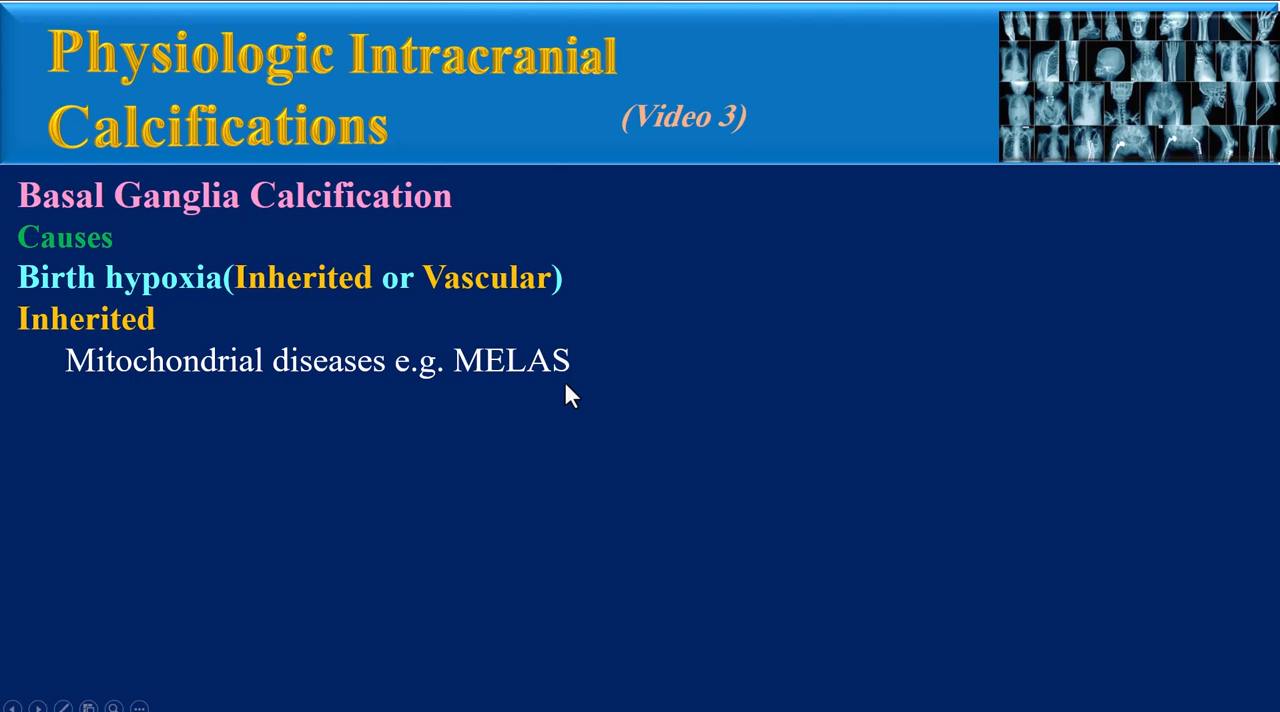 Physiologic Intracranial
Calcifications
(Video 3)
Basal Ganglia Calcification
Causes
Birth hypoxia(Inherited or Vascular)
Inherited
Mitochondrial diseases e.g. MELAS